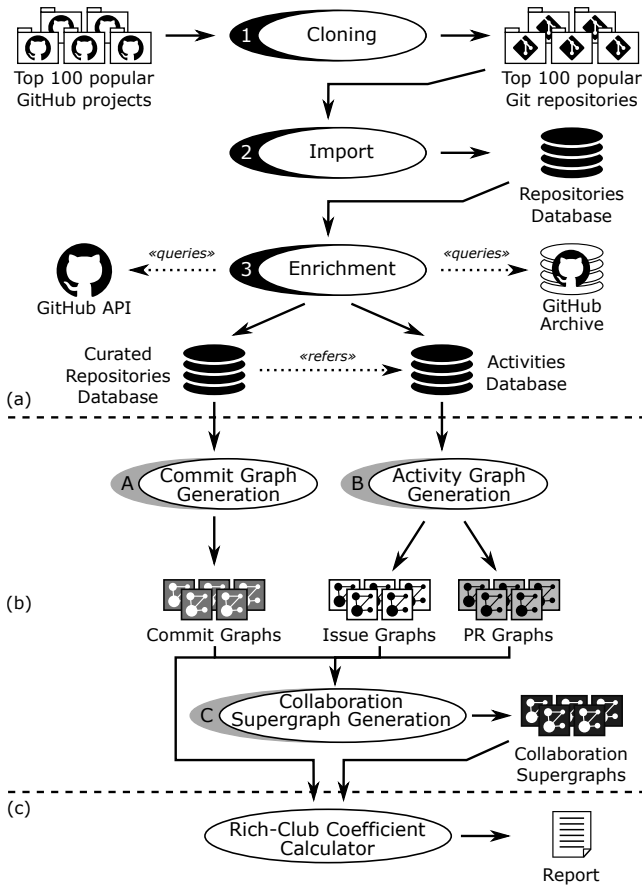 1 Cloning
Top 100 popular
GitHub projects
Top 100 popular
Git repositories
2 Import
Repositories
Database
«queries»
3 Enrichment
«queries»
GitHub API
GitHub
Archive
Curated
Repositories
Database
«refers»
Activities
Database
(a)
A Commit Graph
Generation
B Activity Graph
Generation
(b)
Commit Graphs
Issue Graphs
PR Graphs
C Collaboration
Supergraph Generation
Collaboration
Supergraphs
(c)
Rich-Club Coefficient
Calculator
Report